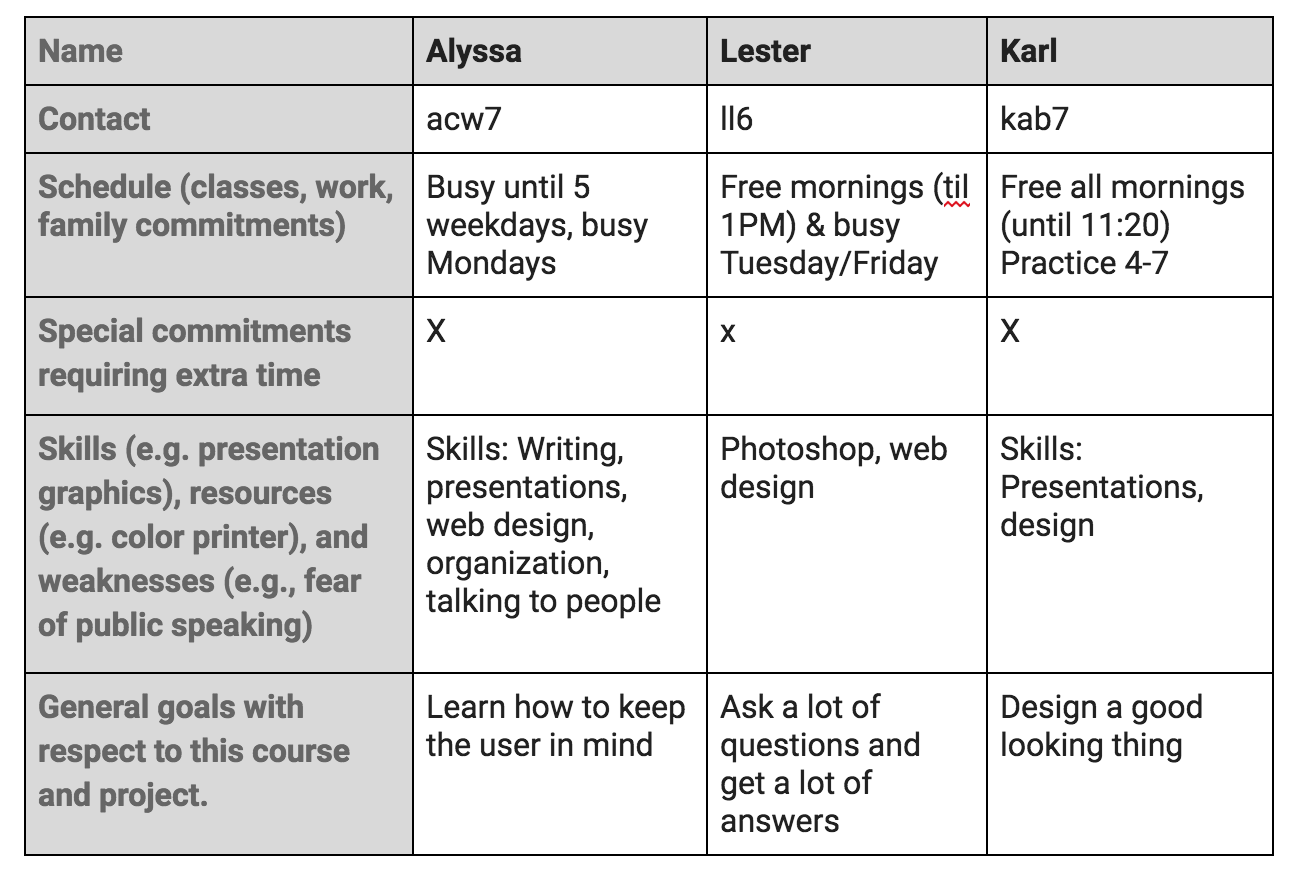 Name
Alyssa
Lester
Karl
Contact
acw7
ll6
kab7
Schedule (classes, work,
family commitments)
Busy until 5
weekdays, busy
Mondays
Free mornings (til
1PM) & busy
Tuesday/Friday
Free all mornings
(until 11:20)
Practice 4-7
Special commitments
requiring extra time
X
x
X
Skills (e.g. presentation
graphics), resources
(e.g. color printer), and
weaknesses (e.g., fear
of public speaking)
Skills: Writing,
presentations,
web design,
organization,
talking to people
Photoshop, web
design
Skills:
Presentations,
design
General goals with
respect to this course
and project.
Learn how to keep
the user in mind
Ask a lot of
questions and
get a lot of
answers
Design a good
looking thing